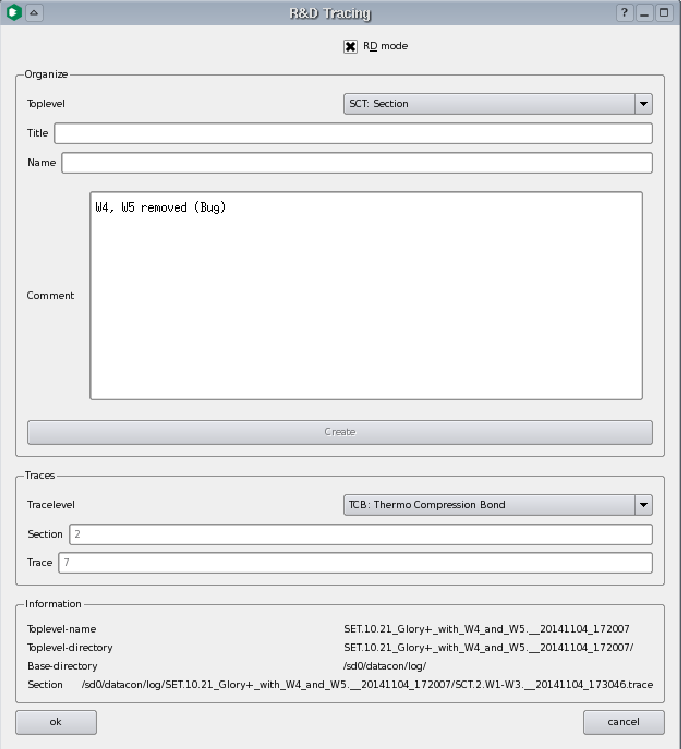 R&D Tracing
?
RD mode
Organize
Toplevel SCT: Section
Title
Name
W4, W5 removed (Bug)
Comment
Create
Traces
Tracelevel TCB: Thermo Compression Bond
Section 2
Trace 7
Information
Toplevel-name SET.10.21_Glory+_with_W4_and_W5.__20141104_172007
Toplevel-directory SET.10.21_Glory+_with_W4_and_W5.__20141104_172007/
Base-directory /sd0/datacon/log/
Section /sd0/datacon/log/SET.10.21_Glory+_with_W4_and_W5.__20141104_172007/SCT.2.W1-W3.__20141104_173046.trace
ok cancel